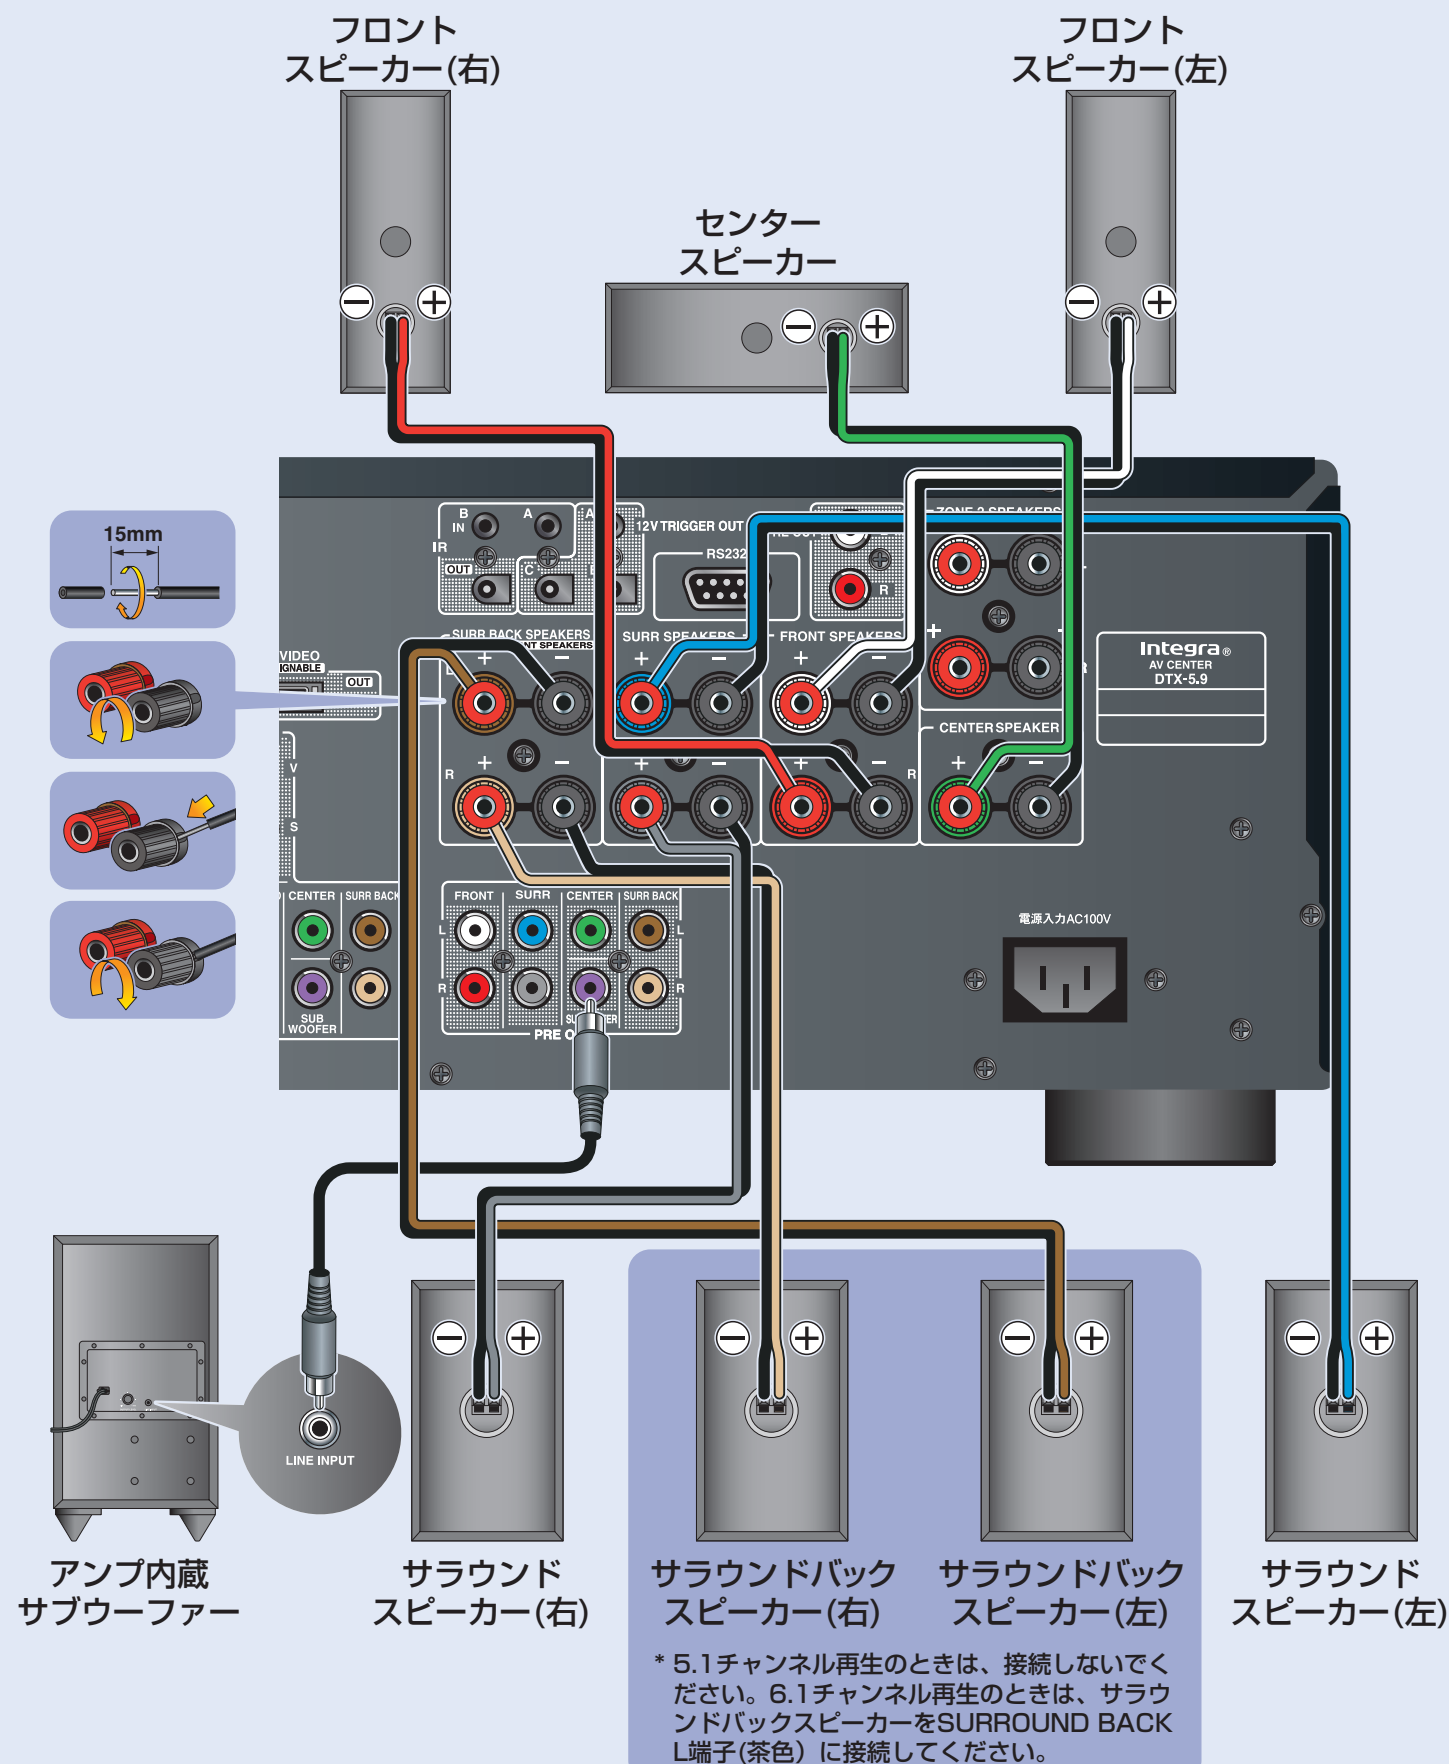 フロント
スピーカー(右)
フロント
スピーカー(左)
センター
スピーカー
15mm
B
IN
A
A
IR
OUT
C
12V TRIGGER OUT
RS232
R
ZONE 2 SPEAKERS
SURR BACK SPEAKERS
SURR SPEAKERS
FRONT SPEAKERS
+
−
+
−
+
−
+
−
R
Integra®
AV CENTER
DTX-5.9
VIDEO
OUT
CENTER SPEAKER
V
S
R
+
−
+
−
+
−
R
+
−
CENTER
SURR BACK
SUB
WOOFER
FRONT
SURR
CENTER
SURR BACK
L
L
R
R
電源入力AC100V
LINE INPUT
アンプ内蔵
サブウーファー
サラウンド
スピーカー(右)
サラウンドバック
スピーカー(右)
サラウンドバック
スピーカー(左)
サラウンド
スピーカー(左)
* 5.1チャンネル再生のときは、接続しないでく
ださい。6.1チャンネル再生のときは、サラウ
ンドバックスピーカーをSURROUND BACK
L端子(茶色）に接続してください。